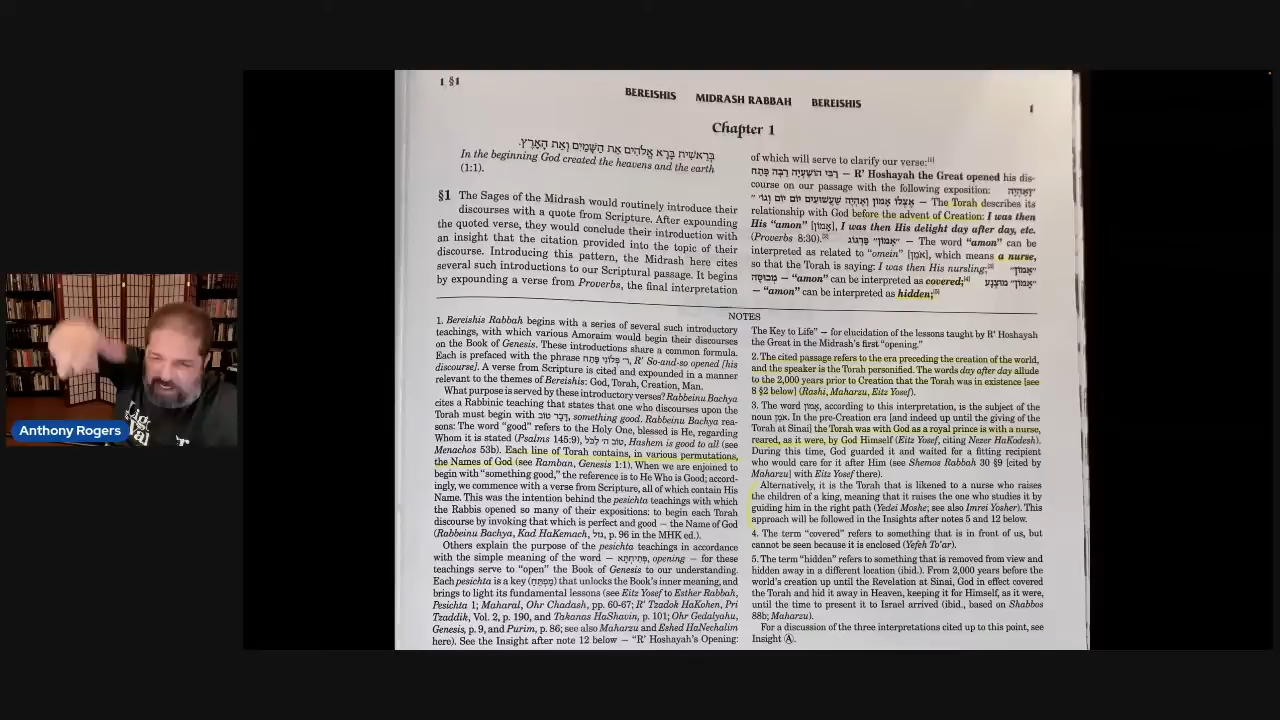 1 §1
BEREISHIS MIDRASH RABBAH BEREISHIS
1
Chapter 1
בְּרֵאשִׁית בָּרָא אֱלֹהִים אֵת הַשָּׁמַיִם וְאֵת הָאָרֶץ.
In the beginning God created the heavens and the earth
(1:1).
§1 The Sages of the Midrash would routinely introduce their
discourses with a quote from Scripture. After expounding
the quoted verse, they would conclude their introduction with
an insight that the citation provided into the topic of their
discourse. Introducing this pattern, the Midrash here cites
several such introductions to our Scriptural passage. It begins
by expounding a verse from Proverbs, the final interpretation
of which will serve to clarify our verse:[1]
רַבִּי הוֹשַׁעְיָה רַבָּה פָּתַח — R' Hoshayah the Great opened his dis-
course on our passage with the following exposition: "וָאֶהְיֶה
אֶצְלוֹ אָמוֹן וָאֶהְיֶה שַׁעֲשׁוּעִים יוֹם יוֹם וְגוֹ' " — The Torah describes its
relationship with God before the advent of Creation: I was then
His "amon" [אָמוֹן], I was then His delight day after day, etc.
(Proverbs 8:30).[2] "אָמוֹן" פַּדְגוֹג — The word "amon" can be
interpreted as related to "omein" [אֹמֵן], which means a nurse,
so that the Torah is saying: I was then His nursling;[3] "אָמוֹן"
מְכוּסֶּה — "amon" can be interpreted as covered;[4] "אָמוֹן" מוּצְנָע
— "amon" can be interpreted as hidden;[5]
NOTES
1. Bereishis Rabbah begins with a series of several such introductory
teachings, with which various Amoraim would begin their discourses
on the Book of Genesis. These introductions share a common formula.
Each is prefaced with the phrase ר' פְּלוֹנִי פָּתַח, R' So-and-so opened [his
discourse]. A verse from Scripture is cited and expounded in a manner
relevant to the themes of Bereishis: God, Torah, Creation, Man.
What purpose is served by these introductory verses? Rabbeinu Bachya
cites a Rabbinic teaching that states that one who discourses upon the
Torah must begin with דָּבָר טוֹב, something good. Rabbeinu Bachya rea-
sons: The word "good" refers to the Holy One, blessed is He, regarding
Whom it is stated (Psalms 145:9), טוֹב ה' לַכֹּל, Hashem is good to all (see
Menachos 53b). Each line of Torah contains, in various permutations,
the Names of God (see Ramban, Genesis 1:1). When we are enjoined to
begin with "something good," the reference is to He Who is Good; accord-
ingly, we commence with a verse from Scripture, all of which contain His
Name. This was the intention behind the pesichta teachings with which
the Rabbis opened so many of their expositions: to begin each Torah
discourse by invoking that which is perfect and good — the Name of God
(Rabbeinu Bachya, Kad HaKemach, p. 96 in the MHK ed.).
Others explain the purpose of the pesichta teachings in accordance
with the simple meaning of the word — פְּתִיחְתָּא, opening — for these
teachings serve to "open" the Book of Genesis to our understanding.
Each pesichta is a key (מַפְתֵּחַ) that unlocks the Book's inner meaning, and
brings to light its fundamental lessons (see Eitz Yosef to Esther Rabbah,
Pesichta 1; Maharal, Ohr Chadash, pp. 60-67; R' Tzadok HaKohen, Pri
Tzaddik, Vol. 2, p. 190, and Takanas HaShavin, p. 101; Ohr Gedalyahu,
Genesis, p. 9, and Purim, p. 86; see also Maharzu and Eshed HaNechalim
here). See the Insight after note 12 below — "R' Hoshayah's Opening:
The Key to Life" — for elucidation of the lessons taught by R' Hoshayah
the Great in the Midrash's first "opening."
2. The cited passage refers to the era preceding the creation of the world,
and the speaker is the Torah personified. The words day after day allude
to the 2,000 years prior to Creation that the Torah was in existence [see
8 §2 below] (Rashi, Maharzu, Eitz Yosef).
3. The word אָמוֹן, according to this interpretation, is the subject of the
noun אֹמֵן. In the pre-Creation era [and indeed up until the giving of the
Torah at Sinai] the Torah was with God as a royal prince is with a nurse,
reared, as it were, by God Himself (Eitz Yosef, citing Nezer HaKodesh).
During this time, God guarded it and waited for a fitting recipient
who would care for it after Him (see Shemos Rabbah 30 §9 [cited by
Maharzu] with Eitz Yosef there).
Alternatively, it is the Torah that is likened to a nurse who raises
the children of a king, meaning that it raises the one who studies it by
guiding him in the right path (Yedei Moshe; see also Imrei Yosher). This
approach will be followed in the Insights after notes 5 and 12 below.
4. The term "covered" refers to something that is in front of us, but
cannot be seen because it is enclosed (Yefeh To'ar).
5. The term "hidden" refers to something that is removed from view and
hidden away in a different location (ibid.). From 2,000 years before the
world's creation up until the Revelation at Sinai, God in effect covered
the Torah and hid it away in Heaven, keeping it for Himself, as it were,
until the time to present it to Israel arrived (ibid., based on Shabbos
88b; Maharzu).
For a discussion of the three interpretations cited up to this point, see
Insight Ⓐ.
Anthony Rogers